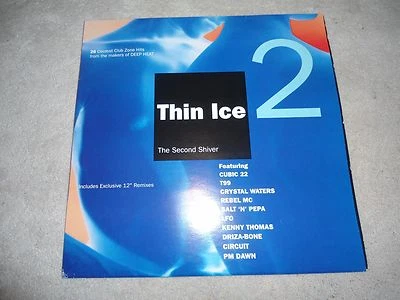 28 Coolest Club Zone Hits
from the makers of DEEP HEAT
Thin Ice 2
The Second Shiver
Includes Exclusive 12" Remixes
Featuring
CUBIC 22
T99
CRYSTAL WATERS
REBEL MC
SALT 'N' PEPA
LFO
KENNY THOMAS
DRIZA-BONE
CIRCUIT
PM DAWN